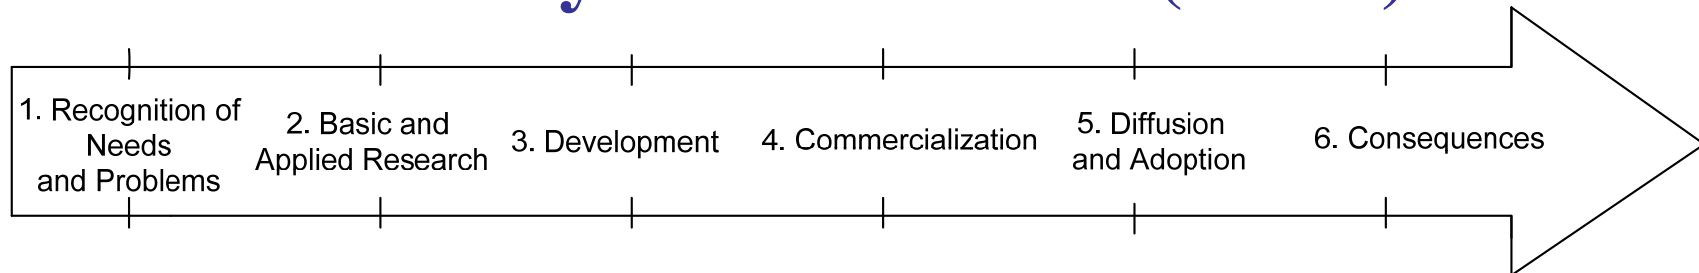 1. Recognition of
Needs
and Problems
2. Basic and
Applied Research
3. Development
4. Commercialization
5. Diffusion
and Adoption
6. Consequences